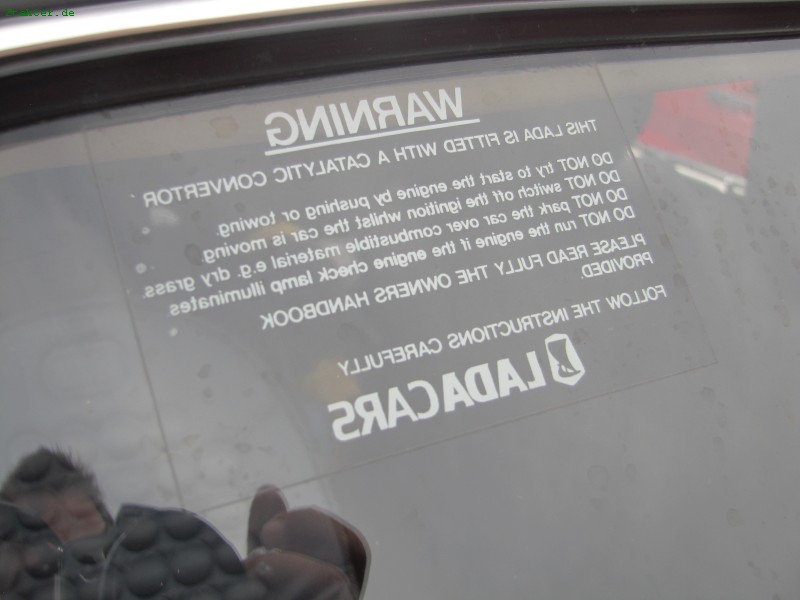 WARNING
THIS LADA IS FITTED WITH A CATALYTIC CONVERTOR
DO NOT try to start the engine by pushing or towing.
DO NOT switch off the ignition whilst the car is moving.
DO NOT park the car over combustible material e.g. dry grass.
DO NOT run the engine if the engine check lamp illuminates
PLEASE READ FULLY THE OWNERS HANDBOOK
PROVIDED.
FOLLOW THE INSTRUCTIONS CAREFULLY
LADA CARS